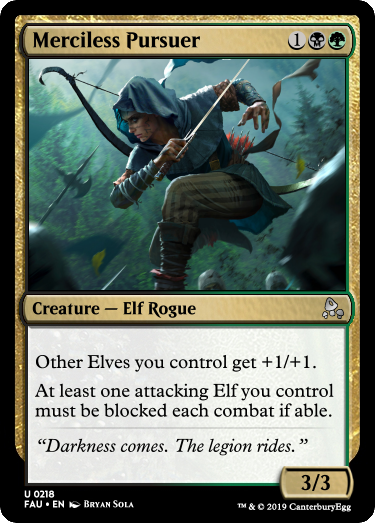 Merciless Pursuer 1
Creature — Elf Rogue
Other Elves you control get +1/+1.
At least one attacking Elf you control
must be blocked each combat if able.
“Darkness comes. The legion rides.”
3/3
U 0218
FAU • EN Bryan Sola
™ & © 2019 CanterburyEgg